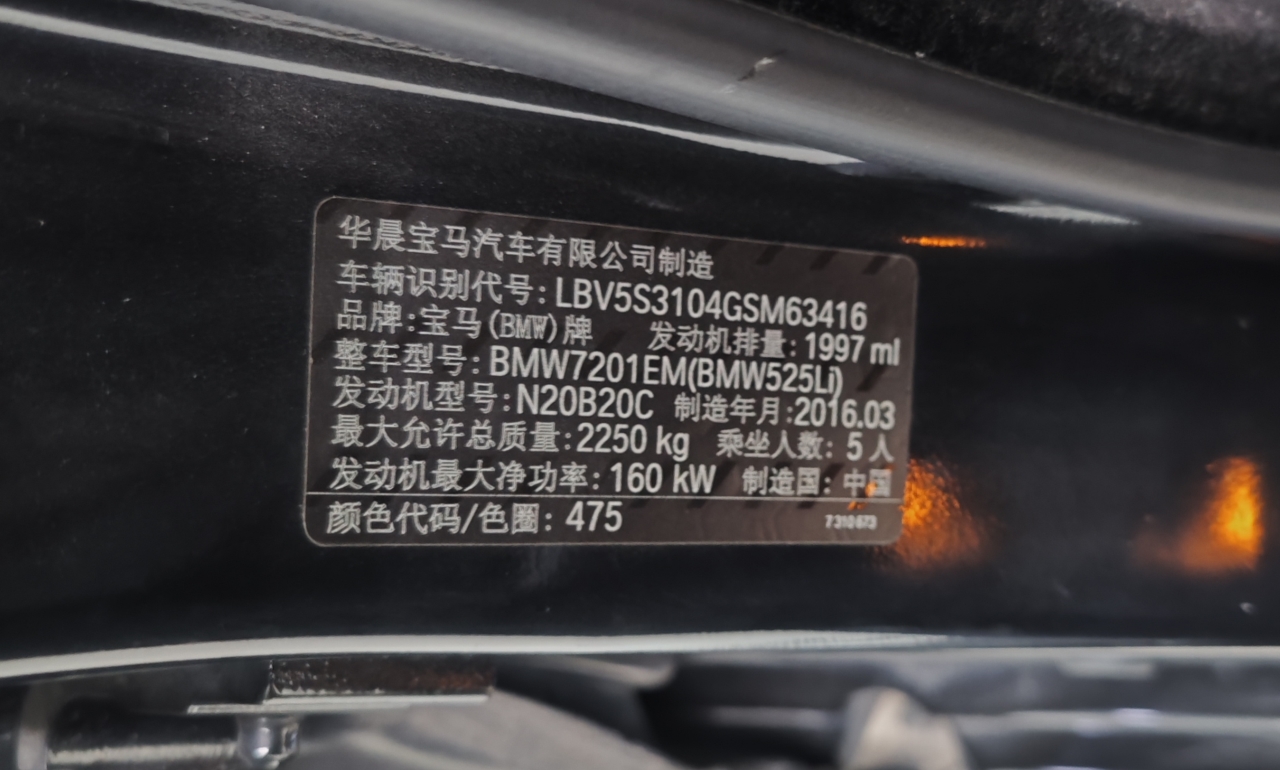 华晨宝马汽车有限公司制造
车辆识别代号:LBV5S3104GSM63416
品牌:宝马(BMW)牌 发动机排量:1997 ml
整车型号:BMW7201EM(BMW525Li)
发动机型号:N20B20C 制造年月:2016.03
最大允许总质量:2250 kg 乘坐人数: 5 人
发动机最大净功率:160 kW 制造国: 中国
颜色代码/色圈: 475 7310673